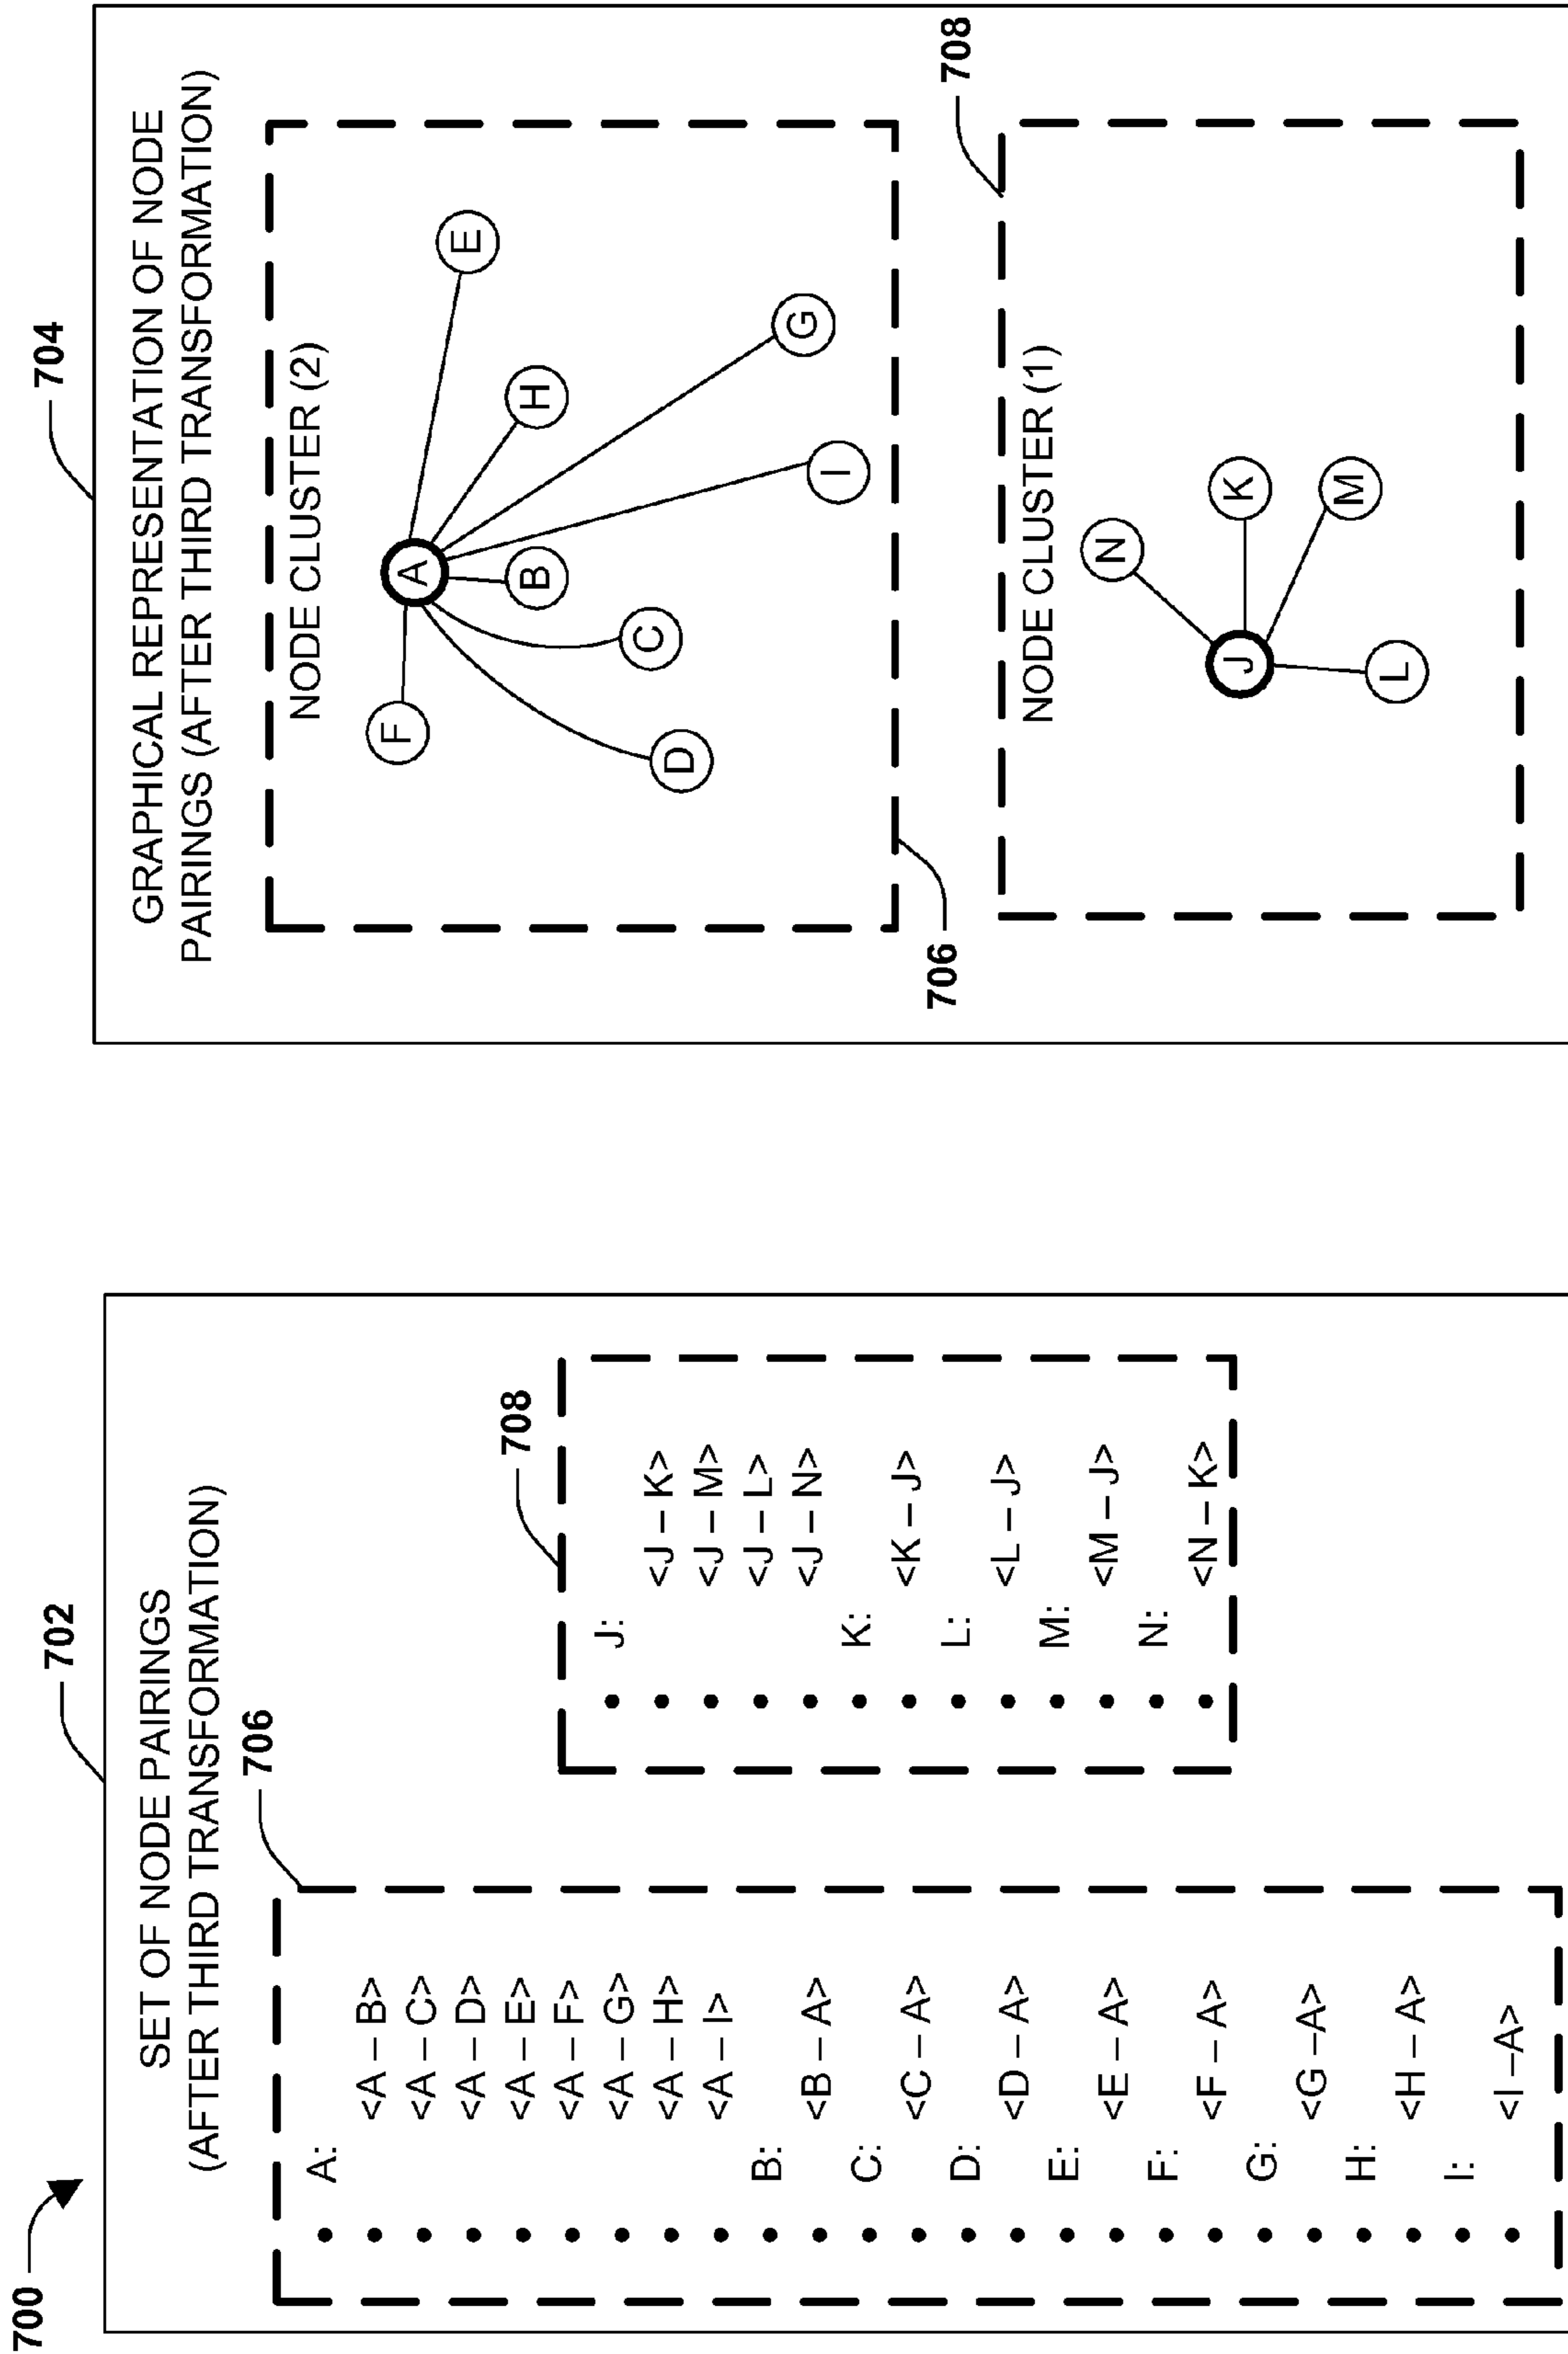 700
702
SET OF NODE PAIRINGS
(AFTER THIRD TRANSFORMATION)
706
A:
<A – B>
<A – C>
<A – D>
<A – E>
<A – F>
<A – G>
<A – H>
<A – I>
B:
<B – A>
C:
<C – A>
D:
<D – A>
E:
<E – A>
F:
<F – A>
G:
<G –A>
H:
<H – A>
I:
<I –A>
708
J:
<J – K>
<J – M>
<J – L>
<J – N>
K:
<K – J>
L:
<L – J>
M:
<M – J>
N:
<N – K>
704
GRAPHICAL REPRESENTATION OF NODE
PAIRINGS (AFTER THIRD TRANSFORMATION)
NODE CLUSTER (2)
F
A
E
H
B
C
D
G
I
706
708
NODE CLUSTER (1)
N
J
K
M
L